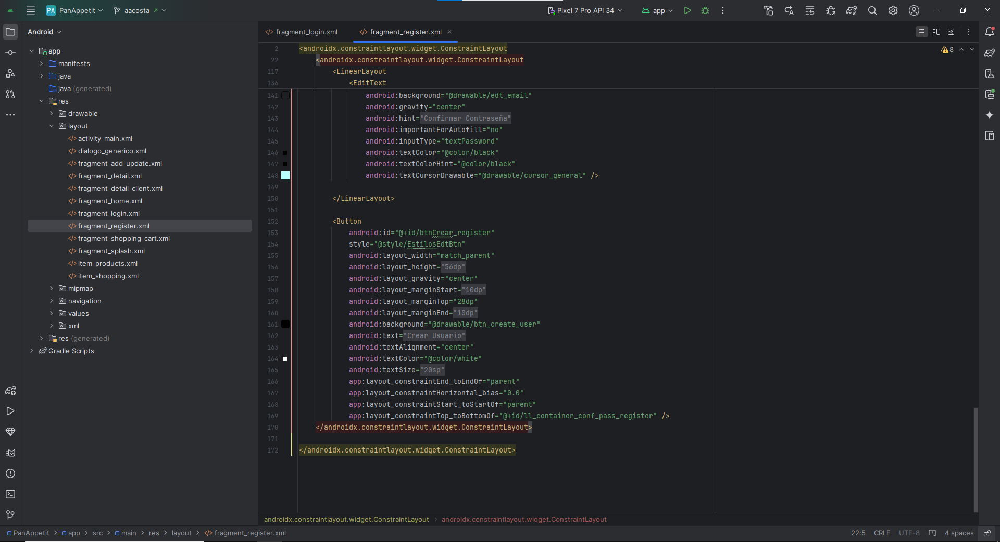 PA PanAppetit aacosta Pixel 7 Pro API 34 app
Android
app
manifests
java
java (generated)
res
drawable
layout
activity_main.xml
dialogo_generico.xml
fragment_add_update.xml
fragment_detail.xml
fragment_detail_client.xml
fragment_home.xml
fragment_login.xml
fragment_register.xml
fragment_shopping_cart.xml
fragment_splash.xml
item_products.xml
item_shopping.xml
mipmap
navigation
values
xml
res (generated)
Gradle Scripts
fragment_login.xml fragment_register.xml
8
2 <androidx.constraintlayout.widget.ConstraintLayout
22 <androidx.constraintlayout.widget.ConstraintLayout
117 <LinearLayout
136 <EditText
141 android:background="@drawable/edt_email"
142 android:gravity="center"
143 android:hint="Confirmar Contraseña"
144 android:importantForAutofill="no"
145 android:inputType="textPassword"
146 android:textColor="@color/black"
147 android:textColorHint="@color/black"
148 android:textCursorDrawable="@drawable/cursor_general" />
149
150 </LinearLayout>
151
152 <Button
153 android:id="@+id/btnCrear_register"
154 style="@style/EstilosEdtBtn"
155 android:layout_width="match_parent"
156 android:layout_height="56dp"
157 android:layout_gravity="center"
158 android:layout_marginStart="10dp"
159 android:layout_marginTop="28dp"
160 android:layout_marginEnd="10dp"
161 android:background="@drawable/btn_create_user"
162 android:text="Crear Usuario"
163 android:textAlignment="center"
164 android:textColor="@color/white"
165 android:textSize="20sp"
166 app:layout_constraintEnd_toEndOf="parent"
167 app:layout_constraintHorizontal_bias="0.0"
168 app:layout_constraintStart_toStartOf="parent"
169 app:layout_constraintTop_toBottomOf="@+id/ll_container_conf_pass_register" />
170 </androidx.constraintlayout.widget.ConstraintLayout>
171
172 </androidx.constraintlayout.widget.ConstraintLayout>
androidx.constraintlayout.widget.ConstraintLayout androidx.constraintlayout.widget.ConstraintLayout
PanAppetit app src main res layout fragment_register.xml 22:5 CRLF UTF-8 4 spaces